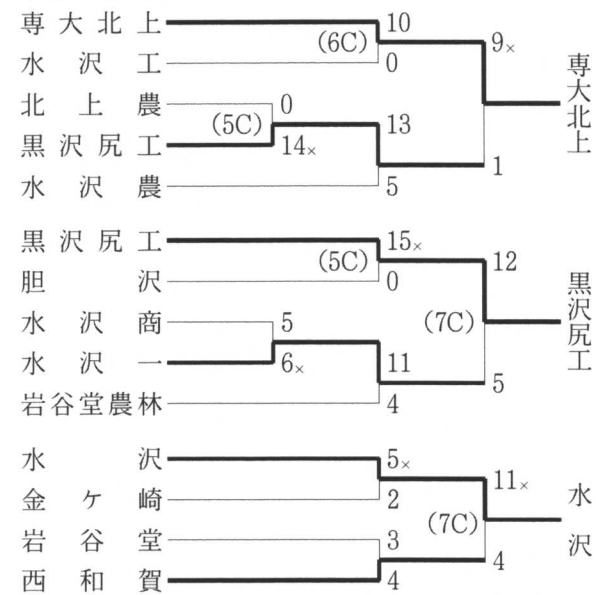 専大北上
10
(6C)
9×
水沢工
0
専大北上
北上農
0
(5C)
13
黒沢尻工
14×
1
水沢農
5
黒沢尻工
15×
(5C)
12
胆沢
0
黒沢尻工
水沢商
5
(7C)
水沢一
6×
11
5
岩谷堂農林
4
水沢
5×
11×
金ケ崎
2
水沢
(7C)
岩谷堂
3
4
西和賀
4